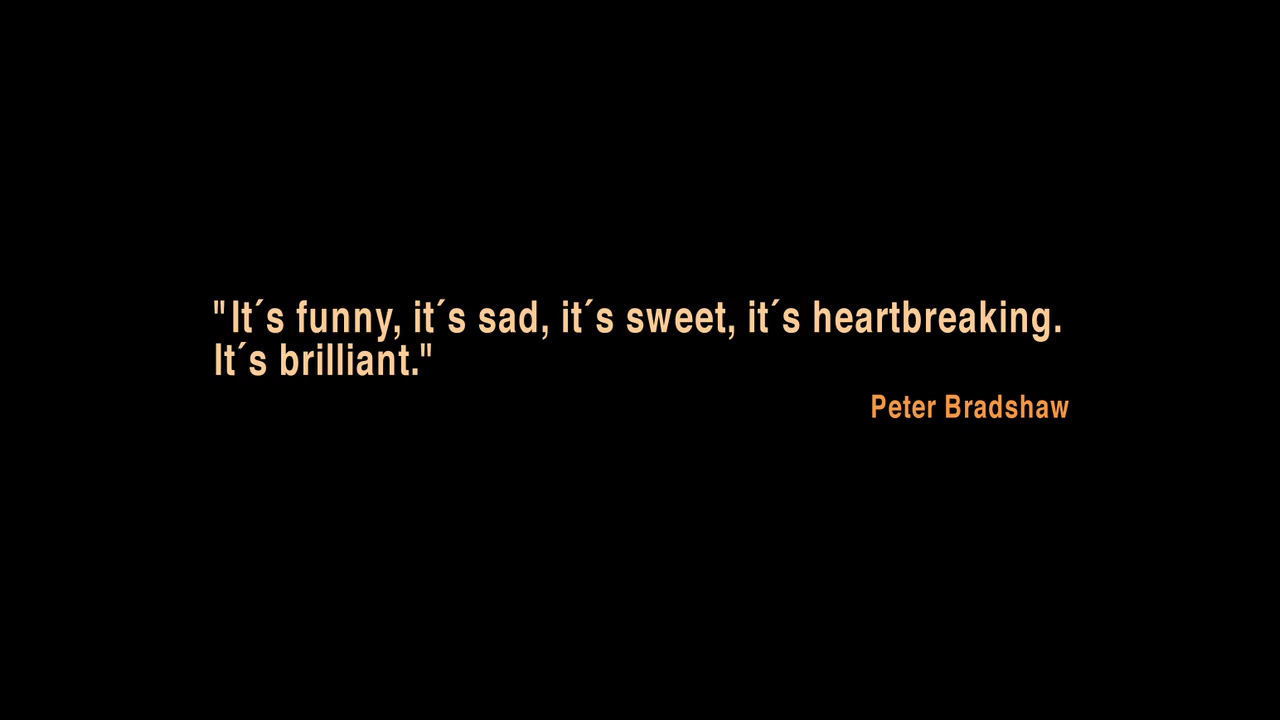 "It´s funny, it´s sad, it´s sweet, it´s heartbreaking.
It´s brilliant."
Peter Bradshaw